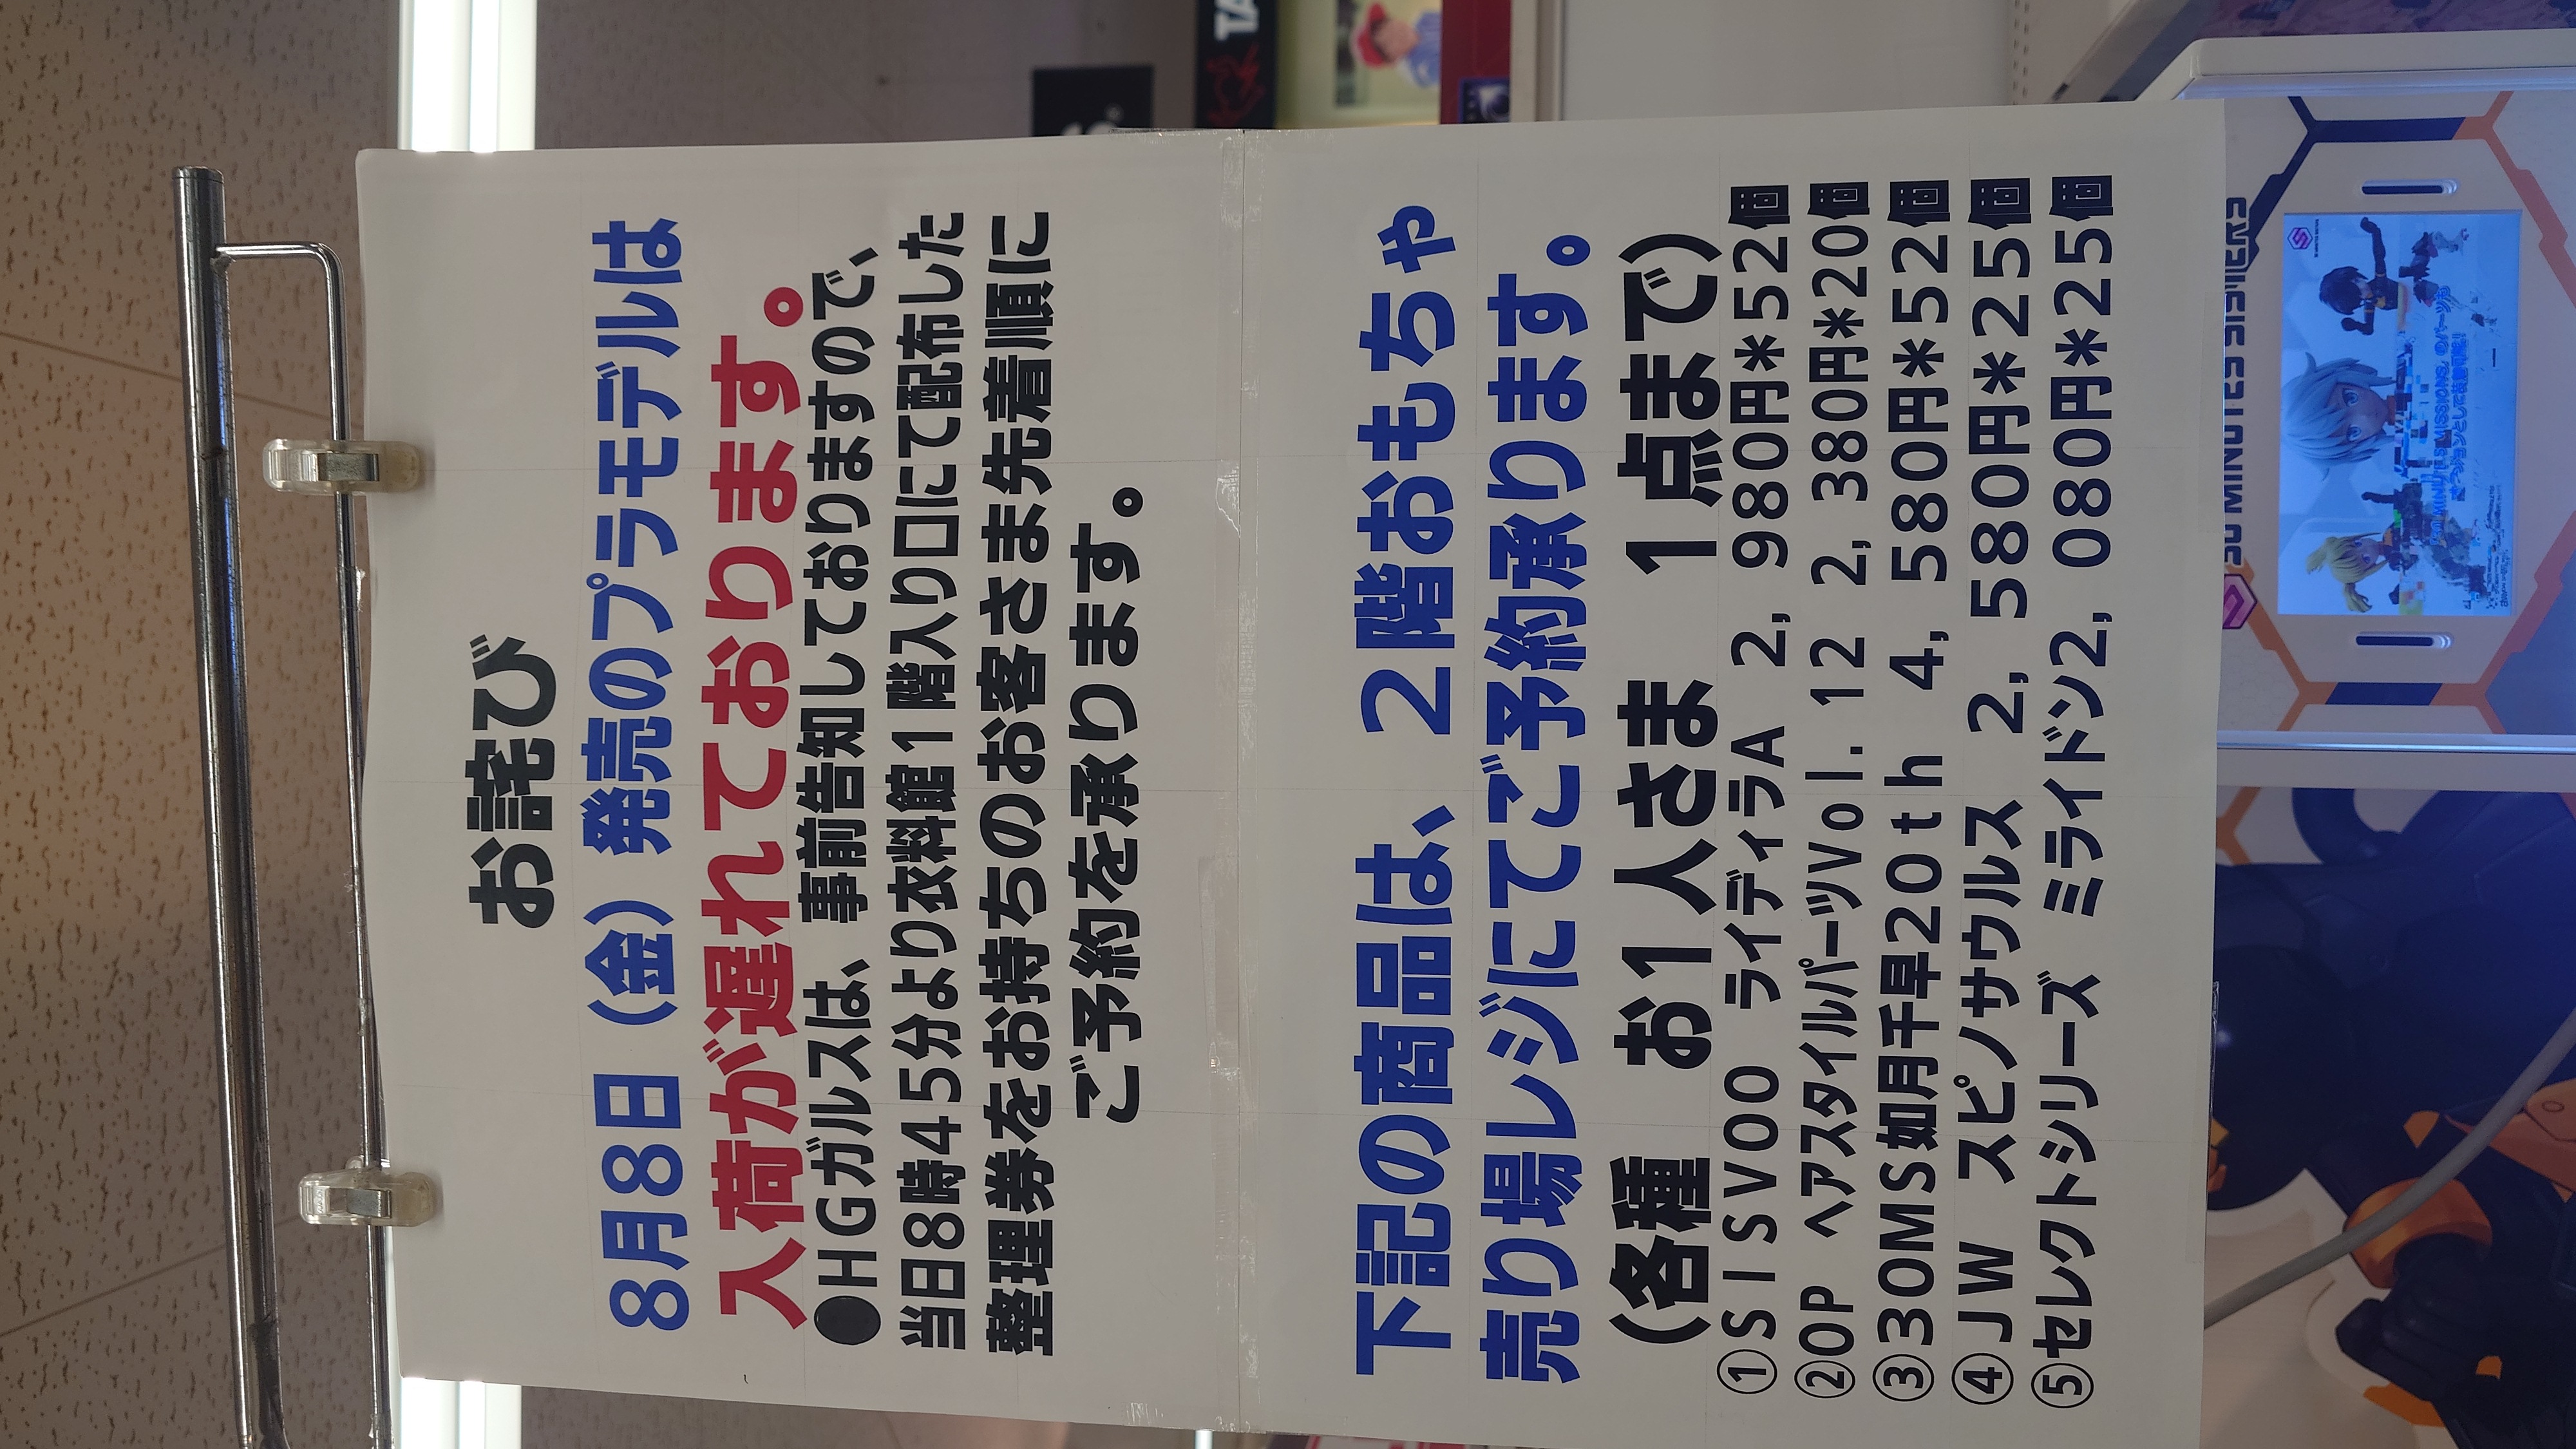 お詫び
8月8日（金）発売のプラモデルは
入荷が遅れております。
●HGガルスは、事前告知しておりますので、
当日8時45分より衣料館1階入り口にて配布した
整理券をお持ちのお客さま先着順に
ご予約を承ります。
下記の商品は、2階おもちゃ
売り場レジにてご予約承ります。
（各種 お1人さま 1点まで）
①SISV00 ライディラA 2,980円*52個
②OP ヘアスタイルパーツVol.12 2,380円*20個
③30MS如月千早20th 4,580円*52個
④JW スピノサウルス 2,580円*25個
⑤セレクトシリーズ ミライドン2,080円*25個
30 MINUTES SISTERS
TA